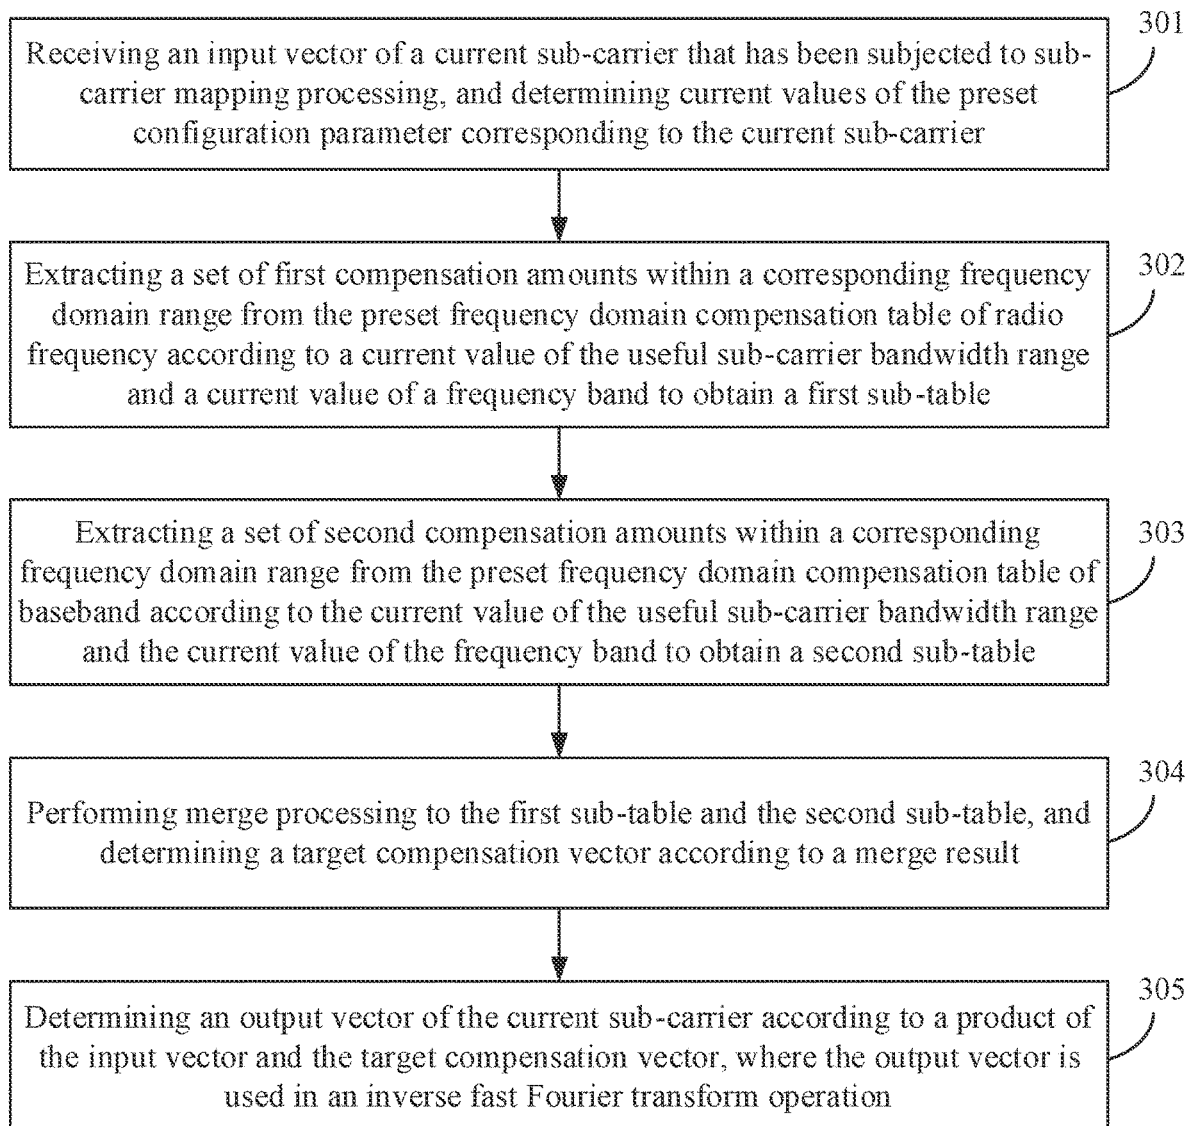 301
Receiving an input vector of a current sub-carrier that has been subjected to sub-
carrier mapping processing, and determining current values of the preset
configuration parameter corresponding to the current sub-carrier
302
Extracting a set of first compensation amounts within a corresponding frequency
domain range from the preset frequency domain compensation table of radio
frequency according to a current value of the useful sub-carrier bandwidth range
and a current value of a frequency band to obtain a first sub-table
303
Extracting a set of second compensation amounts within a corresponding
frequency domain range from the preset frequency domain compensation table of
baseband according to the current value of the useful sub-carrier bandwidth range
and the current value of the frequency band to obtain a second sub-table
304
Performing merge processing to the first sub-table and the second sub-table, and
determining a target compensation vector according to a merge result
305
Determining an output vector of the current sub-carrier according to a product of
the input vector and the target compensation vector, where the output vector is
used in an inverse fast Fourier transform operation